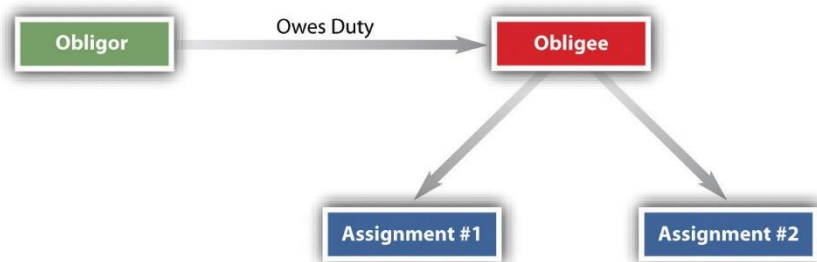 Obligor
Owes Duty
Obligee
Assignment #1
Assignment #2